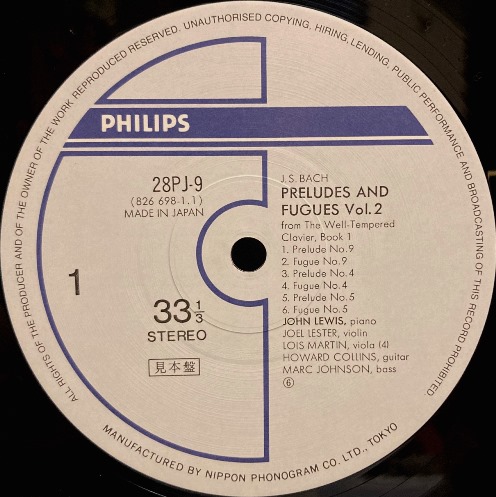 ALL RIGHTS OF THE PRODUCER AND OF THE OWNER OF THE WORK REPRODUCED RESERVED. UNAUTHORISED COPYING, HIRING, LENDING, PUBLIC PERFORMANCE AND BROADCASTING OF THIS RECORD PROHIBITED
PHILIPS
28PJ-9
(826 698-1.1)
MADE IN JAPAN
1
33 1/3
STEREO
見本盤
J.S. BACH
PRELUDES AND
FUGUES Vol.2
from The Well-Tempered
Clavier, Book 1
1. Prelude No.9
2. Fugue No.9
3. Prelude No.4
4. Fugue No.4
5. Prelude No.5
6. Fugue No.5
JOHN LEWIS, piano
JOEL LESTER, violin
LOIS MARTIN, viola (4)
HOWARD COLLINS, guitar
MARC JOHNSON, bass
⑥
MANUFACTURED BY NIPPON PHONOGRAM CO. LTD., TOKYO